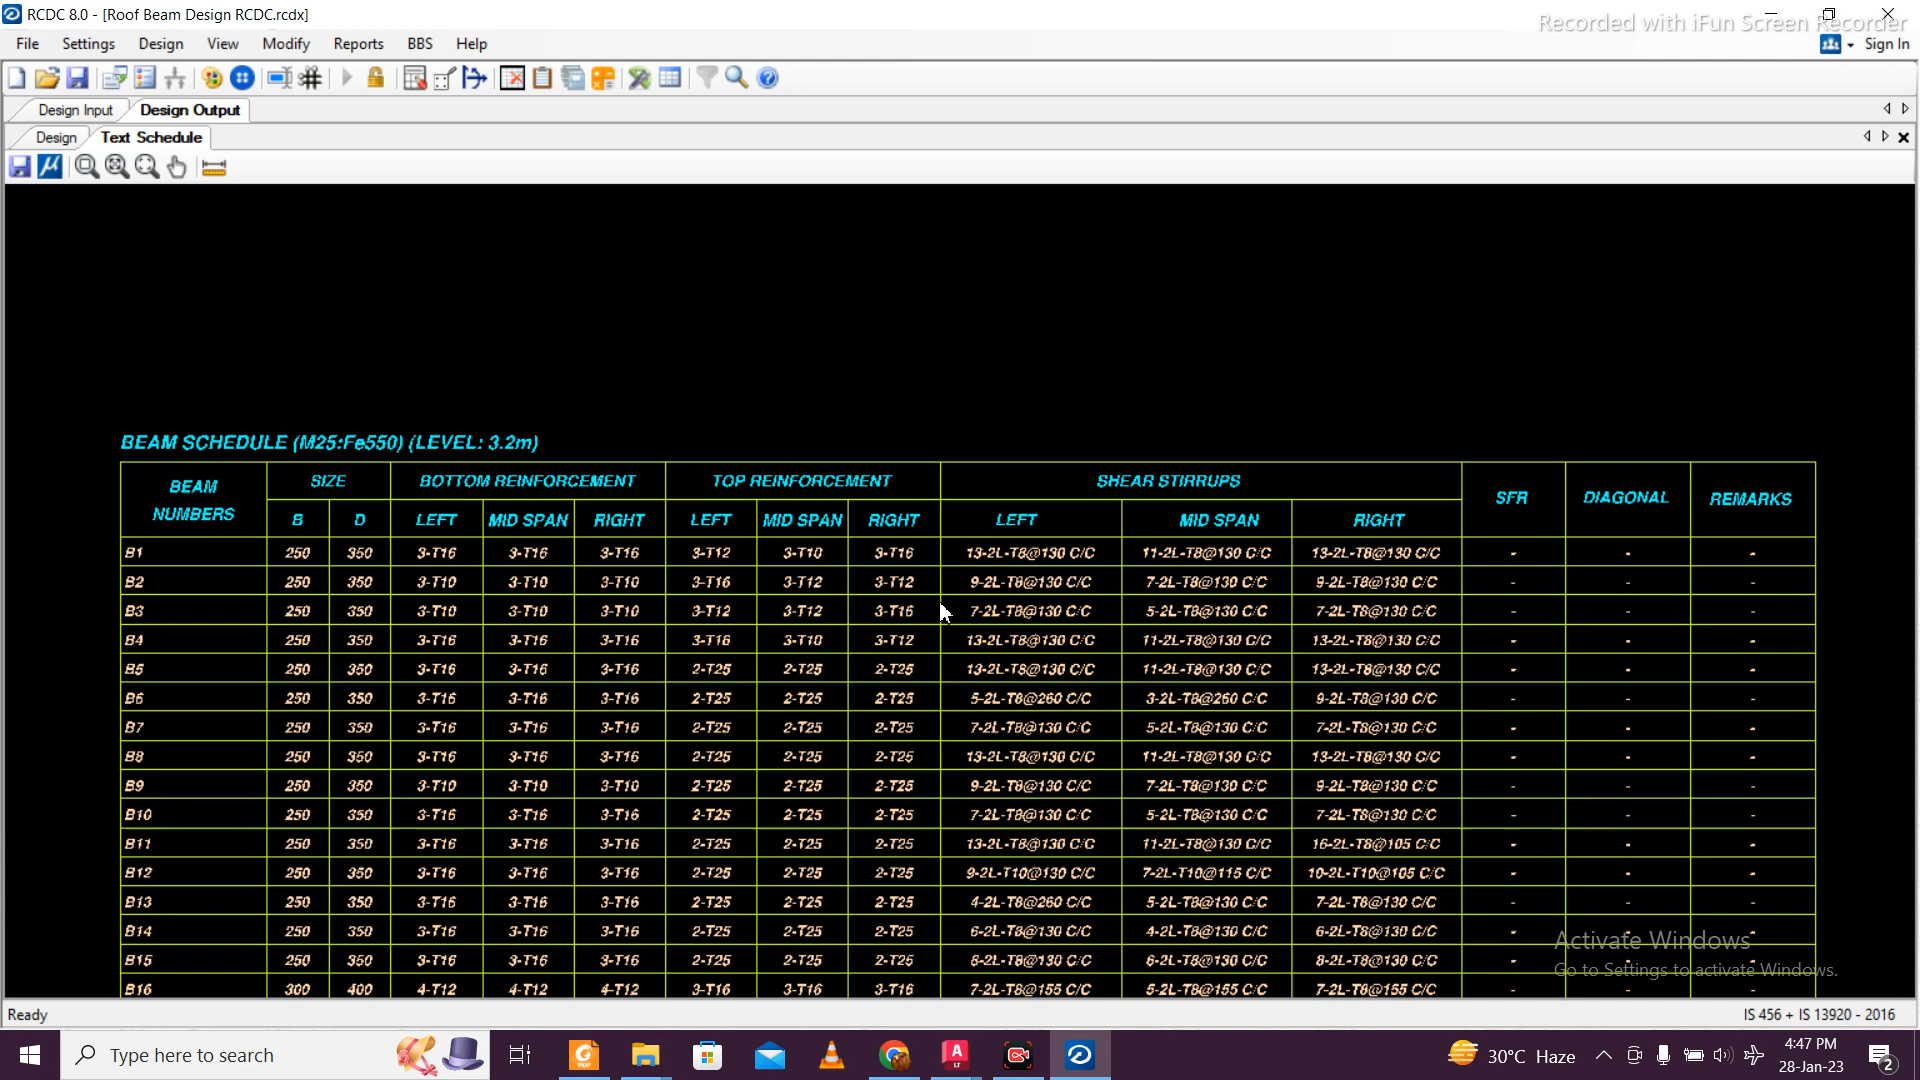 RCDC 8.0 - [Roof Beam Design RCDC.rcdx]
Recorded with iFun Screen Recorder
File Settings Design View Modify Reports BBS Help
Sign In
Design Input Design Output
Design Text Schedule
BEAM SCHEDULE (M25:Fe550) (LEVEL: 3.2m)
BEAM NUMBERS SIZE BOTTOM REINFORCEMENT TOP REINFORCEMENT SHEAR STIRRUPS SFR DIAGONAL REMARKS
B D LEFT MID SPAN RIGHT LEFT MID SPAN RIGHT LEFT MID SPAN RIGHT
B1 250 350 3-T16 3-T16 3-T16 3-T12 3-T10 3-T16 13-2L-T8@130 C/C 11-2L-T8@130 C/C 13-2L-T8@130 C/C - - -
B2 250 350 3-T10 3-T10 3-T10 3-T16 3-T12 3-T12 9-2L-T8@130 C/C 7-2L-T8@130 C/C 9-2L-T8@130 C/C - - -
B3 250 350 3-T10 3-T10 3-T10 3-T12 3-T12 3-T16 7-2L-T8@130 C/C 5-2L-T8@130 C/C 7-2L-T8@130 C/C - - -
B4 250 350 3-T16 3-T16 3-T16 3-T16 3-T10 3-T12 13-2L-T8@130 C/C 11-2L-T8@130 C/C 13-2L-T8@130 C/C - - -
B5 250 350 3-T16 3-T16 3-T16 2-T25 2-T25 2-T25 13-2L-T8@130 C/C 11-2L-T8@130 C/C 13-2L-T8@130 C/C - - -
B6 250 350 3-T16 3-T16 3-T16 2-T25 2-T25 2-T25 5-2L-T8@260 C/C 3-2L-T8@260 C/C 9-2L-T8@130 C/C - - -
B7 250 350 3-T16 3-T16 3-T16 2-T25 2-T25 2-T25 7-2L-T8@130 C/C 5-2L-T8@130 C/C 7-2L-T8@130 C/C - - -
B8 250 350 3-T16 3-T16 3-T16 2-T25 2-T25 2-T25 13-2L-T8@130 C/C 11-2L-T8@130 C/C 13-2L-T8@130 C/C - - -
B9 250 350 3-T10 3-T10 3-T10 2-T25 2-T25 2-T25 9-2L-T8@130 C/C 7-2L-T8@130 C/C 9-2L-T8@130 C/C - - -
B10 250 350 3-T16 3-T16 3-T16 2-T25 2-T25 2-T25 7-2L-T8@130 C/C 5-2L-T8@130 C/C 7-2L-T8@130 C/C - - -
B11 250 350 3-T16 3-T16 3-T16 2-T25 2-T25 2-T25 13-2L-T8@130 C/C 11-2L-T8@130 C/C 16-2L-T8@105 C/C - - -
B12 250 350 3-T16 3-T16 3-T16 2-T25 2-T25 2-T25 9-2L-T10@130 C/C 7-2L-T10@115 C/C 10-2L-T10@105 C/C - - -
B13 250 350 3-T16 3-T16 3-T16 2-T25 2-T25 2-T25 4-2L-T8@260 C/C 5-2L-T8@130 C/C 7-2L-T8@130 C/C - - -
B14 250 350 3-T16 3-T16 3-T16 2-T25 2-T25 2-T25 6-2L-T8@130 C/C 4-2L-T8@130 C/C 6-2L-T8@130 C/C - - -
B15 250 350 3-T16 3-T16 3-T16 2-T25 2-T25 2-T25 8-2L-T8@130 C/C 6-2L-T8@130 C/C 8-2L-T8@130 C/C - - -
B16 300 400 4-T12 4-T12 4-T12 3-T16 3-T16 3-T16 7-2L-T8@155 C/C 5-2L-T8@155 C/C 7-2L-T8@155 C/C - - -
Activate Windows
Go to Settings to activate Windows.
Ready
IS 456 + IS 13920 - 2016
Type here to search
30°C Haze
4:47 PM
28-Jan-23
2